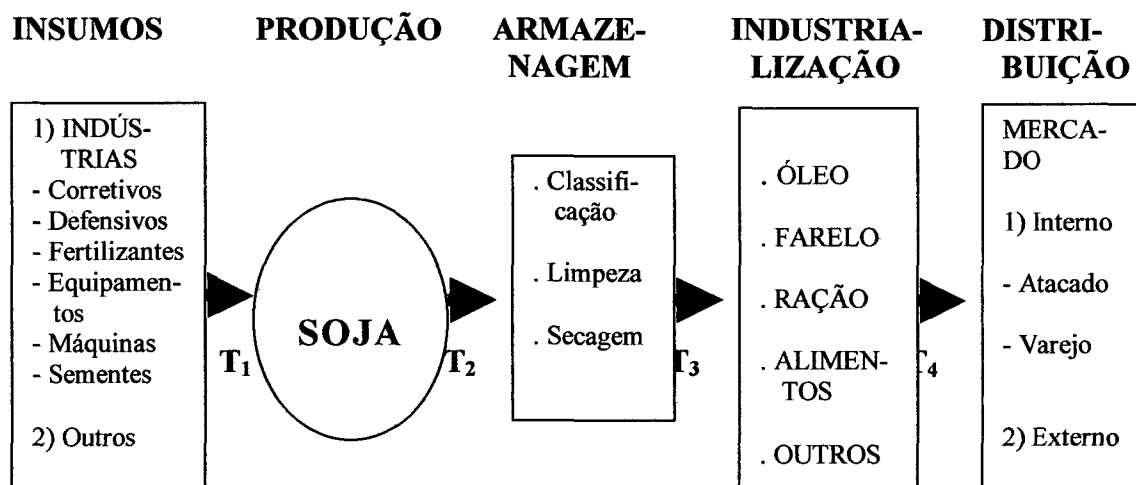 INSUMOS
PRODUÇÃO
ARMAZE-
NAGEM
INDUSTRIA-
LIZAÇÃO
DISTRI-
BUIÇÃO
1) INDÚS-
TRIAS
- Corretivos
- Defensivos
- Fertilizantes
- Equipamen-
tos
- Máquinas
- Sementes
2) Outros
T1
SOJA
T2
. Classifi-
cação
. Limpeza
. Secagem
T3
. ÓLEO
. FARELO
. RAÇÃO
. ALIMEN-
TOS
. OUTROS
T4
MERCA-
DO
1) Interno
- Atacado
- Varejo
2) Externo